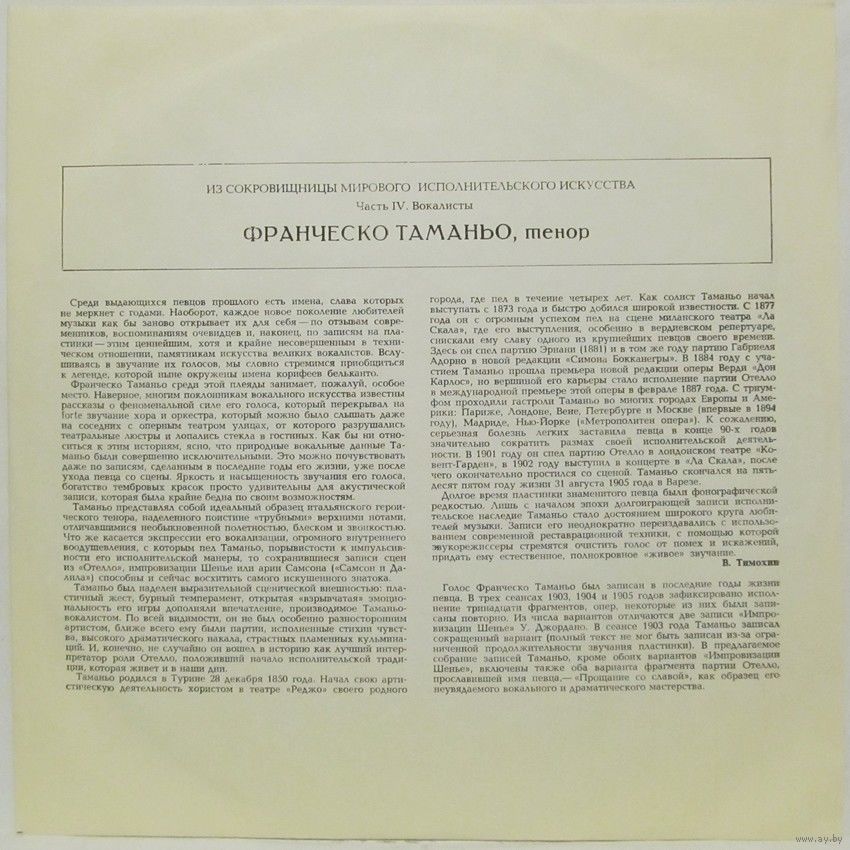 ИЗ СОКРОВИЩНИЦЫ МИРОВОГО ИСПОЛНИТЕЛЬСКОГО ИСКУССТВА
Часть IV. Вокалисты
ФРАНЧЕСКО ТАМАНЬО, тенор
Среди выдающихся певцов прошлого есть имена, слава которых
не меркнет с годами. Наоборот, каждое новое поколение любителей
музыки как бы заново открывает их для себя — по отзывам совре-
менников, воспоминаниям очевидцев и, наконец, по записям на пла-
стинки — этим ценнейшим, хотя и крайне несовершенным в техни-
ческом отношении, памятникам искусства великих вокалистов. Вслу-
шиваясь в звучание их голосов, мы словно стремимся приобщиться
к легенде, которой ныне окружены имена корифеев бельканто.
Франческо Таманьо среди этой плеяды занимает, пожалуй, особое
место. Наверное, многим поклонникам вокального искусства известны
рассказы о феноменальной силе его голоса, который перекрывал на
forte звучание хора и оркестра, который можно было слышать даже
на соседних с оперным театром улицах, от которого разрушались
театральные люстры и лопались стекла в гостиных. Как бы ни отно-
ситься к этим историям, ясно, что природные вокальные данные Та-
маньо были совершенно исключительными. Это можно почувствовать
даже по записям, сделанным в последние годы его жизни, уже после
ухода певца со сцены. Яркость и насыщенность звучания его голоса,
богатство тембровых красок просто удивительны для акустической
записи, которая была крайне бедна по своим возможностям.
Таманьо представлял собой идеальный образец итальянского герои-
ческого тенора, наделенного поистине «трубными» верхними нотами,
отличавшимися необыкновенной полетностью, блеском и звонкостью.
Что же касается экспрессии его вокализации, огромного внутреннего
воодушевления, с которым пел Таманьо, порывистости и импульсив-
ности его исполнительской манеры, то сохранившиеся записи сцен
из «Отелло», импровизации Шенье или арии Самсона («Самсон и Да-
лила») способны и сейчас восхитить самого искушенного знатока.
Таманьо был наделен выразительной сценической внешностью: пла-
стичный жест, бурный темперамент, открытая «взрывчатая» эмоцио-
нальность его игры дополняли впечатление, производимое Таманьо-
вокалистом. По всей видимости, он не был особенно разносторонним
артистом, ближе всего ему были партии, исполненные стихии чувст-
ва, высокого драматического накала, страстных пламенных кульмина-
ций. И, конечно, не случайно он вошел в историю как лучший интер-
претатор роли Отелло, положивший начало исполнительской тради-
ции, которая живет и в наши дни.
Таманьо родился в Турине 28 декабря 1850 года. Начал свою арти-
стическую деятельность хористом в театре «Реджо» своего родного
города, где пел в течение четырех лет. Как солист Таманьо начал
выступать с 1873 года и быстро добился широкой известности. С 1877
года он с огромным успехом пел на сцене миланского театра «Ла
Скала», где его выступления, особенно в вердиевском репертуаре,
снискали ему славу одного из крупнейших певцов своего времени.
Здесь он спел партию Эрнани (1881) и в том же году партию Габриеля
Адорно в новой редакции «Симона Бокканегры». В 1884 году с уча-
стием Таманьо прошла премьера новой редакции оперы Верди «Дон
Карлос», но вершиной его карьеры стало исполнение партии Отелло
в международной премьере этой оперы в феврале 1887 года. С триум-
фом проходили гастроли Таманьо во многих городах Европы и Аме-
рики: Париже, Лондоне, Вене, Петербурге и Москве (впервые в 1894
году), Мадриде, Нью-Йорке («Метрополитен опера»). К сожалению,
серьезная болезнь легких заставила певца в конце 90-х годов
значительно сократить размах своей исполнительской деятель-
ности. В 1901 году он спел партию Отелло в лондонском театре «Ко-
вент-Гарден», в 1902 году выступил в концерте в «Ла Скала», после
чего окончательно простился со сценой. Таманьо скончался на пять-
десят пятом году жизни 31 августа 1905 года в Варезе.
Долгое время пластинки знаменитого певца были фонографической
редкостью. Лишь с началом эпохи долгоиграющей записи исполни-
тельское наследие Таманьо стало достоянием широкого круга люби-
телей музыки. Записи его неоднократно переиздавались с использо-
ванием современной реставрационной техники, с помощью которой
звукорежиссеры стремятся очистить голос от помех и искажений,
придать ему естественное, полнокровное «живое» звучание.
В. Тимохин
Голос Франческо Таманьо был записан в последние годы жизни
певца. В трех сеансах 1903, 1904 и 1905 годов зафиксировано испол-
нение тринадцати фрагментов, опер, некоторые из них были запи-
саны повторно. Из числа вариантов отличаются две записи «Импро-
визации Шенье» У. Джордано. В сеансе 1903 года Таманьо записал
сокращенный вариант (полный текст не мог быть записан из-за огра-
ниченной продолжительности звучания пластинки). В предлагаемое
собрание записей Таманьо, кроме обоих вариантов «Импровизации
Шенье», включены также оба варианта фрагмента партии Отелло,
прославившей имя певца,— «Прощание со славой», как образец его
неувядаемого вокального и драматического мастерства.
www.ay.by